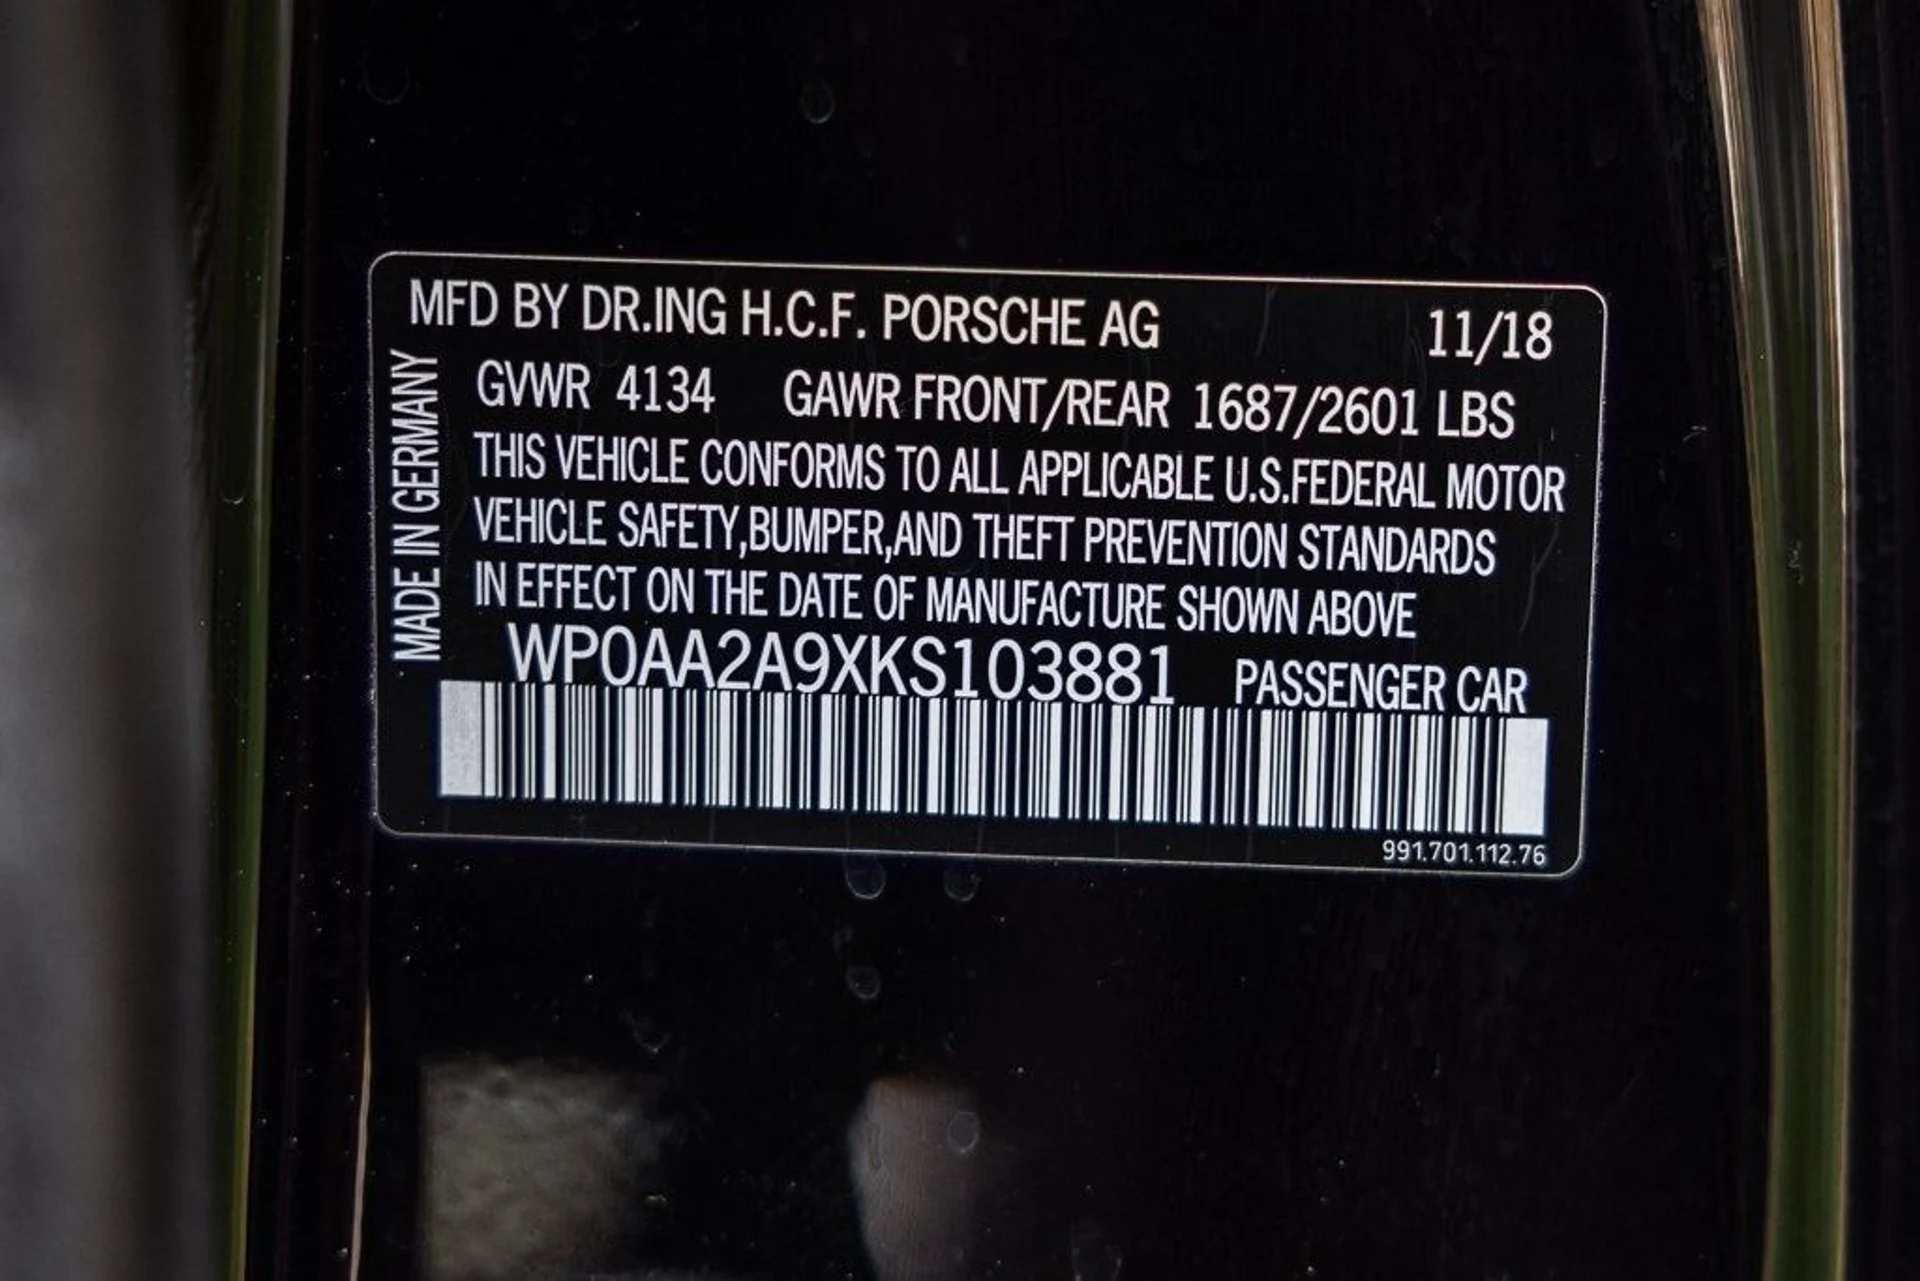 MFD BY DR.ING H.C.F. PORSCHE AG 11/18
GVWR 4134 GAWR FRONT/REAR 1687/2601 LBS
THIS VEHICLE CONFORMS TO ALL APPLICABLE U.S.FEDERAL MOTOR
VEHICLE SAFETY,BUMPER,AND THEFT PREVENTION STANDARDS
IN EFFECT ON THE DATE OF MANUFACTURE SHOWN ABOVE
WP0AA2A9XKS103881 PASSENGER CAR
991.701.112.76
MADE IN GERMANY